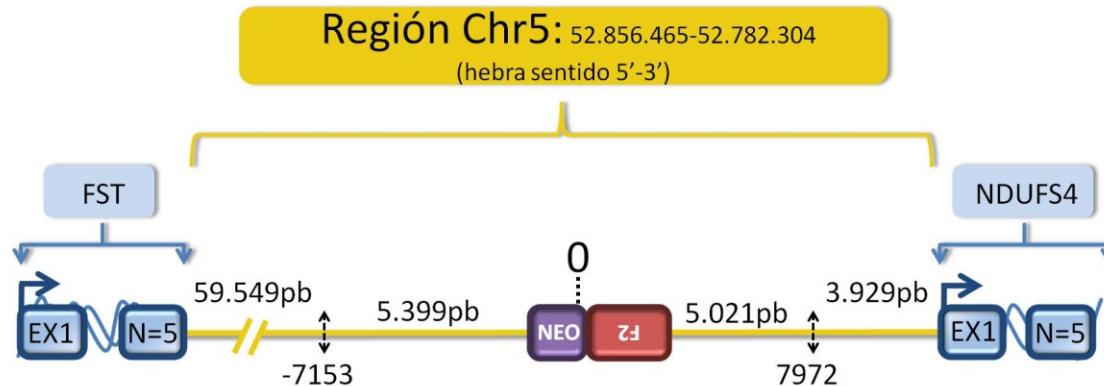 Región Chr5: 52.856.465-52.782.304
(hebra sentido 5’-3’)
FST
NDUFS4
0
59.549pb
5.399pb
5.021pb
3.929pb
EX1
N=5
NEO
F2
EX1
N=5
-7153
7972